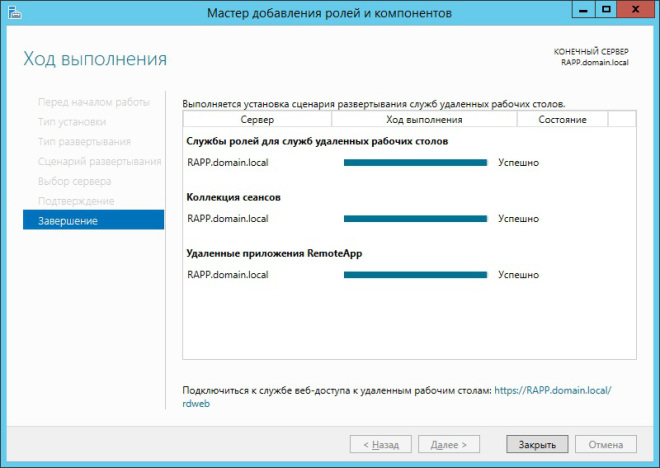 Мастер добавления ролей и компонентов
Ход выполнения
КОНЕЧНЫЙ СЕРВЕР
RAPP.domain.local
Перед началом работы
Тип установки
Тип развертывания
Сценарий развертывания
Выбор сервера
Подтверждение
Завершение
Выполняется установка сценария развертывания служб удаленных рабочих столов.
Сервер Ход выполнения Состояние
Службы ролей для служб удаленных рабочих столов
RAPP.domain.local Успешно
Коллекция сеансов
RAPP.domain.local Успешно
Удаленные приложения RemoteApp
RAPP.domain.local Успешно
Подключиться к службе веб-доступа к удаленным рабочим столам: https://RAPP.domain.local/
rdweb
< Назад Далее > Закрыть Отмена